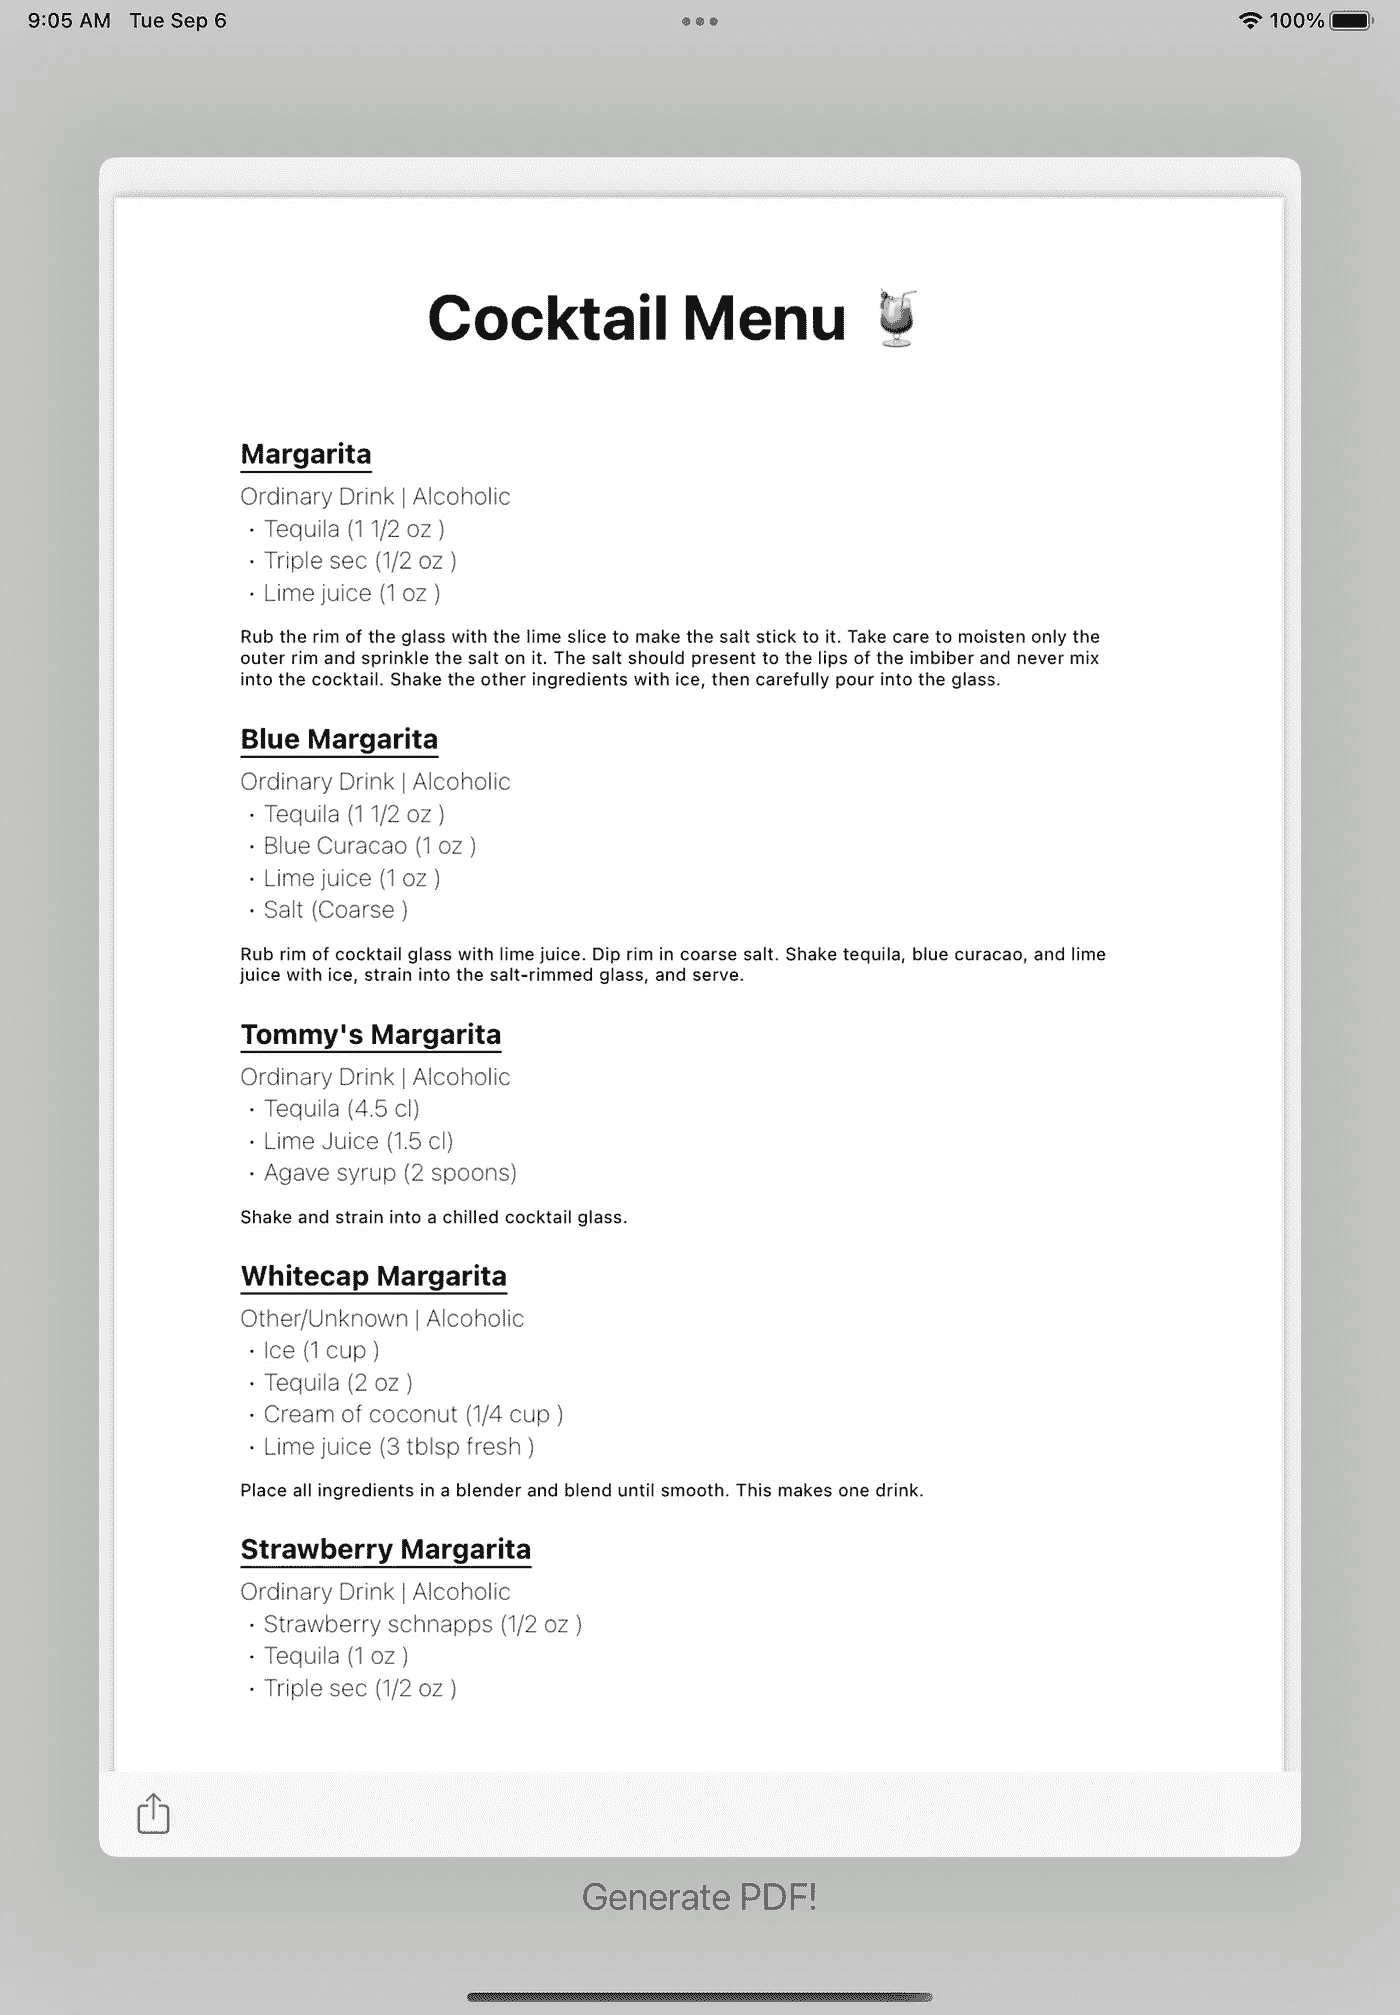 9:05 AM Tue Sep 6
100%
Cocktail Menu 🍹
Margarita
Ordinary Drink | Alcoholic
• Tequila (1 1/2 oz )
• Triple sec (1/2 oz )
• Lime juice (1 oz )
Rub the rim of the glass with the lime slice to make the salt stick to it. Take care to moisten only the
outer rim and sprinkle the salt on it. The salt should present to the lips of the imbiber and never mix
into the cocktail. Shake the other ingredients with ice, then carefully pour into the glass.
Blue Margarita
Ordinary Drink | Alcoholic
• Tequila (1 1/2 oz )
• Blue Curacao (1 oz )
• Lime juice (1 oz )
• Salt (Coarse )
Rub rim of cocktail glass with lime juice. Dip rim in coarse salt. Shake tequila, blue curacao, and lime
juice with ice, strain into the salt-rimmed glass, and serve.
Tommy's Margarita
Ordinary Drink | Alcoholic
• Tequila (4.5 cl)
• Lime Juice (1.5 cl)
• Agave syrup (2 spoons)
Shake and strain into a chilled cocktail glass.
Whitecap Margarita
Other/Unknown | Alcoholic
• Ice (1 cup )
• Tequila (2 oz )
• Cream of coconut (1/4 cup )
• Lime juice (3 tblsp fresh )
Place all ingredients in a blender and blend until smooth. This makes one drink.
Strawberry Margarita
Ordinary Drink | Alcoholic
• Strawberry schnapps (1/2 oz )
• Tequila (1 oz )
• Triple sec (1/2 oz )
Generate PDF!